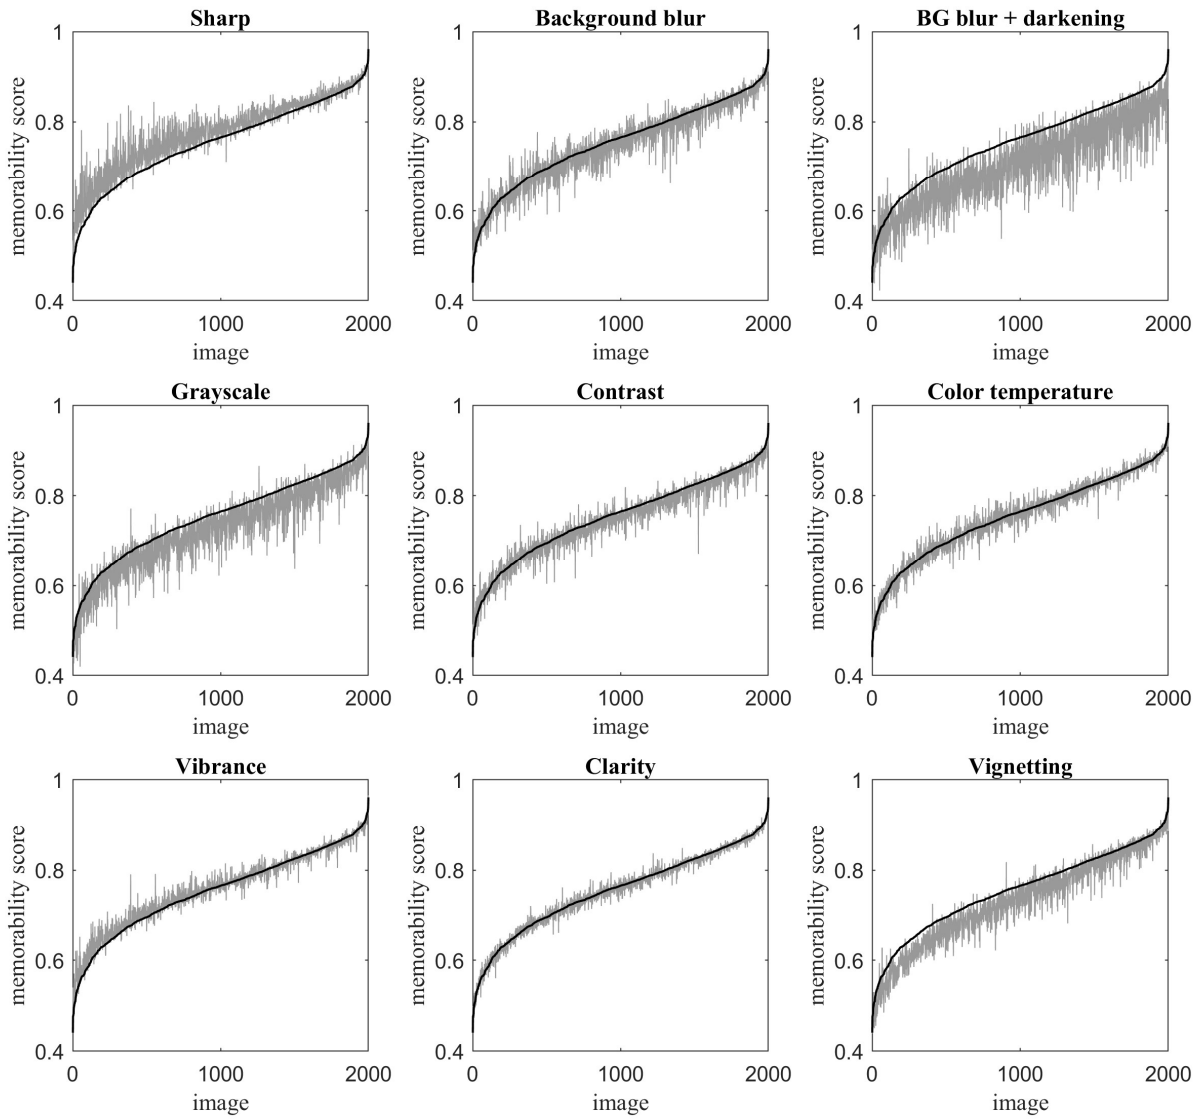 Sharp
1
0.8
0.6
0.4
memorability score
0
1000
2000
image
Background blur
1
0.8
0.6
0.4
memorability score
0
1000
2000
image
BG blur + darkening
1
0.8
0.6
0.4
memorability score
0
1000
2000
image
Grayscale
1
0.8
0.6
0.4
memorability score
0
1000
2000
image
Contrast
1
0.8
0.6
0.4
memorability score
0
1000
2000
image
Color temperature
1
0.8
0.6
0.4
memorability score
0
1000
2000
image
Vibrance
1
0.8
0.6
0.4
memorability score
0
1000
2000
image
Clarity
1
0.8
0.6
0.4
memorability score
0
1000
2000
image
Vignetting
1
0.8
0.6
0.4
memorability score
0
1000
2000
image